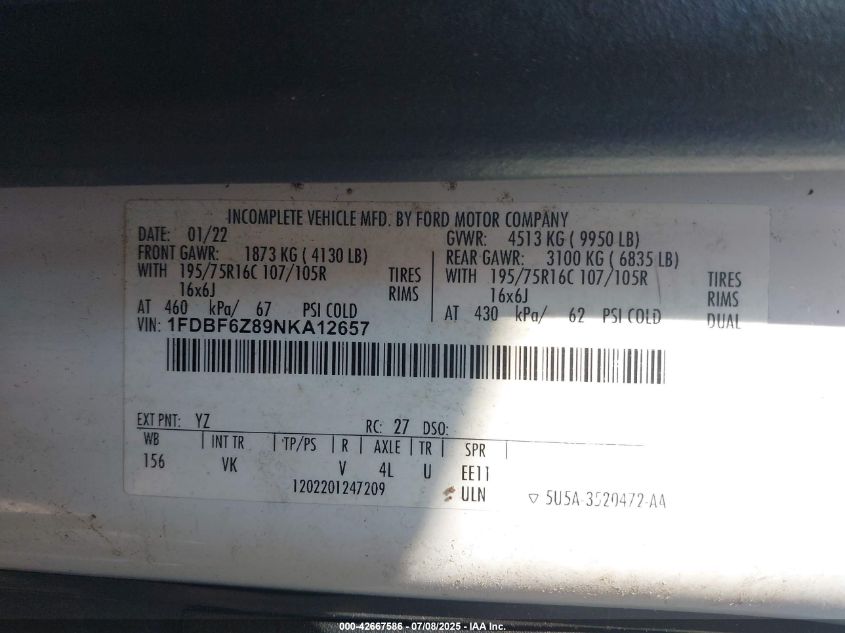 INCOMPLETE VEHICLE MFD. BY FORD MOTOR COMPANY
DATE: 01/22 GVWR: 4513 KG ( 9950 LB)
FRONT GAWR: 1873 KG ( 4130 LB) REAR GAWR: 3100 KG ( 6835 LB)
WITH 195/75R16C 107/105R TIRES WITH 195/75R16C 107/105R TIRES
16x6J RIMS 16x6J RIMS
AT 460 kPa/ 67 PSI COLD AT 430 kPa/ 62 PSI COLD DUAL
VIN: 1FDBF6Z89NKA12657
EXT PNT: YZ RC: 27 DSO:
WB INT TR TP/PS R AXLE TR SPR
156 VK V 4L U EE11
1202201247209 ULN 5U5A-3520472-AA
000-42667586 - 07/08/2025 - IAA Inc.